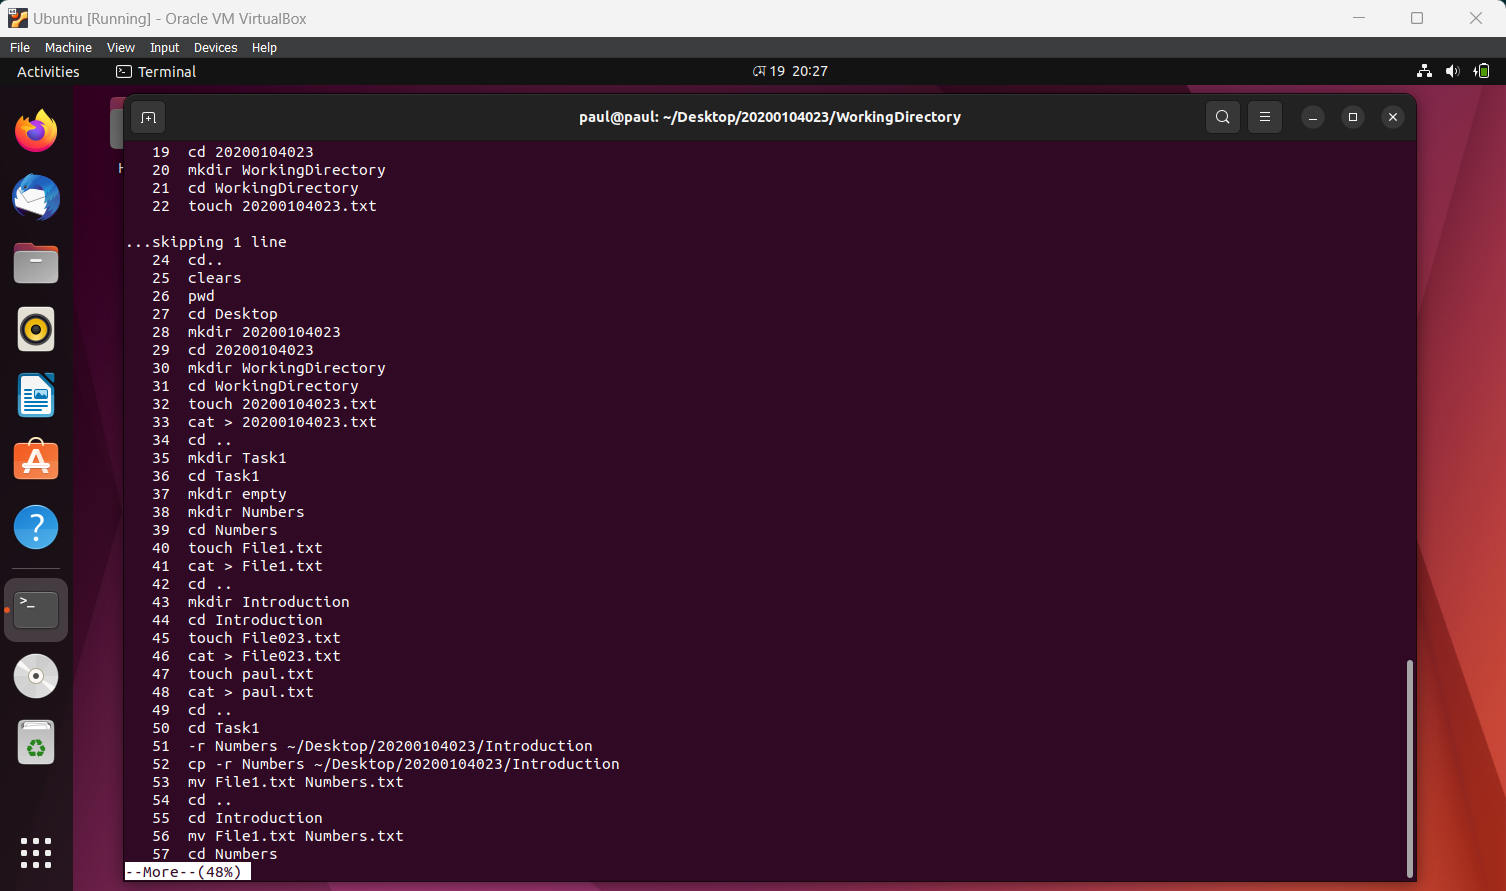 Ubuntu [Running] - Oracle VM VirtualBox
File Machine View Input Devices Help
Activities Terminal মে 19 20:27
paul@paul: ~/Desktop/20200104023/WorkingDirectory
H
19 cd 20200104023
20 mkdir WorkingDirectory
21 cd WorkingDirectory
22 touch 20200104023.txt
...skipping 1 line
24 cd..
25 clears
26 pwd
27 cd Desktop
28 mkdir 20200104023
29 cd 20200104023
30 mkdir WorkingDirectory
31 cd WorkingDirectory
32 touch 20200104023.txt
33 cat > 20200104023.txt
34 cd ..
35 mkdir Task1
36 cd Task1
37 mkdir empty
38 mkdir Numbers
39 cd Numbers
40 touch File1.txt
41 cat > File1.txt
42 cd ..
43 mkdir Introduction
44 cd Introduction
45 touch File023.txt
46 cat > File023.txt
47 touch paul.txt
48 cat > paul.txt
49 cd ..
50 cd Task1
51 -r Numbers ~/Desktop/20200104023/Introduction
52 cp -r Numbers ~/Desktop/20200104023/Introduction
53 mv File1.txt Numbers.txt
54 cd ..
55 cd Introduction
56 mv File1.txt Numbers.txt
57 cd Numbers
--More--(48%)